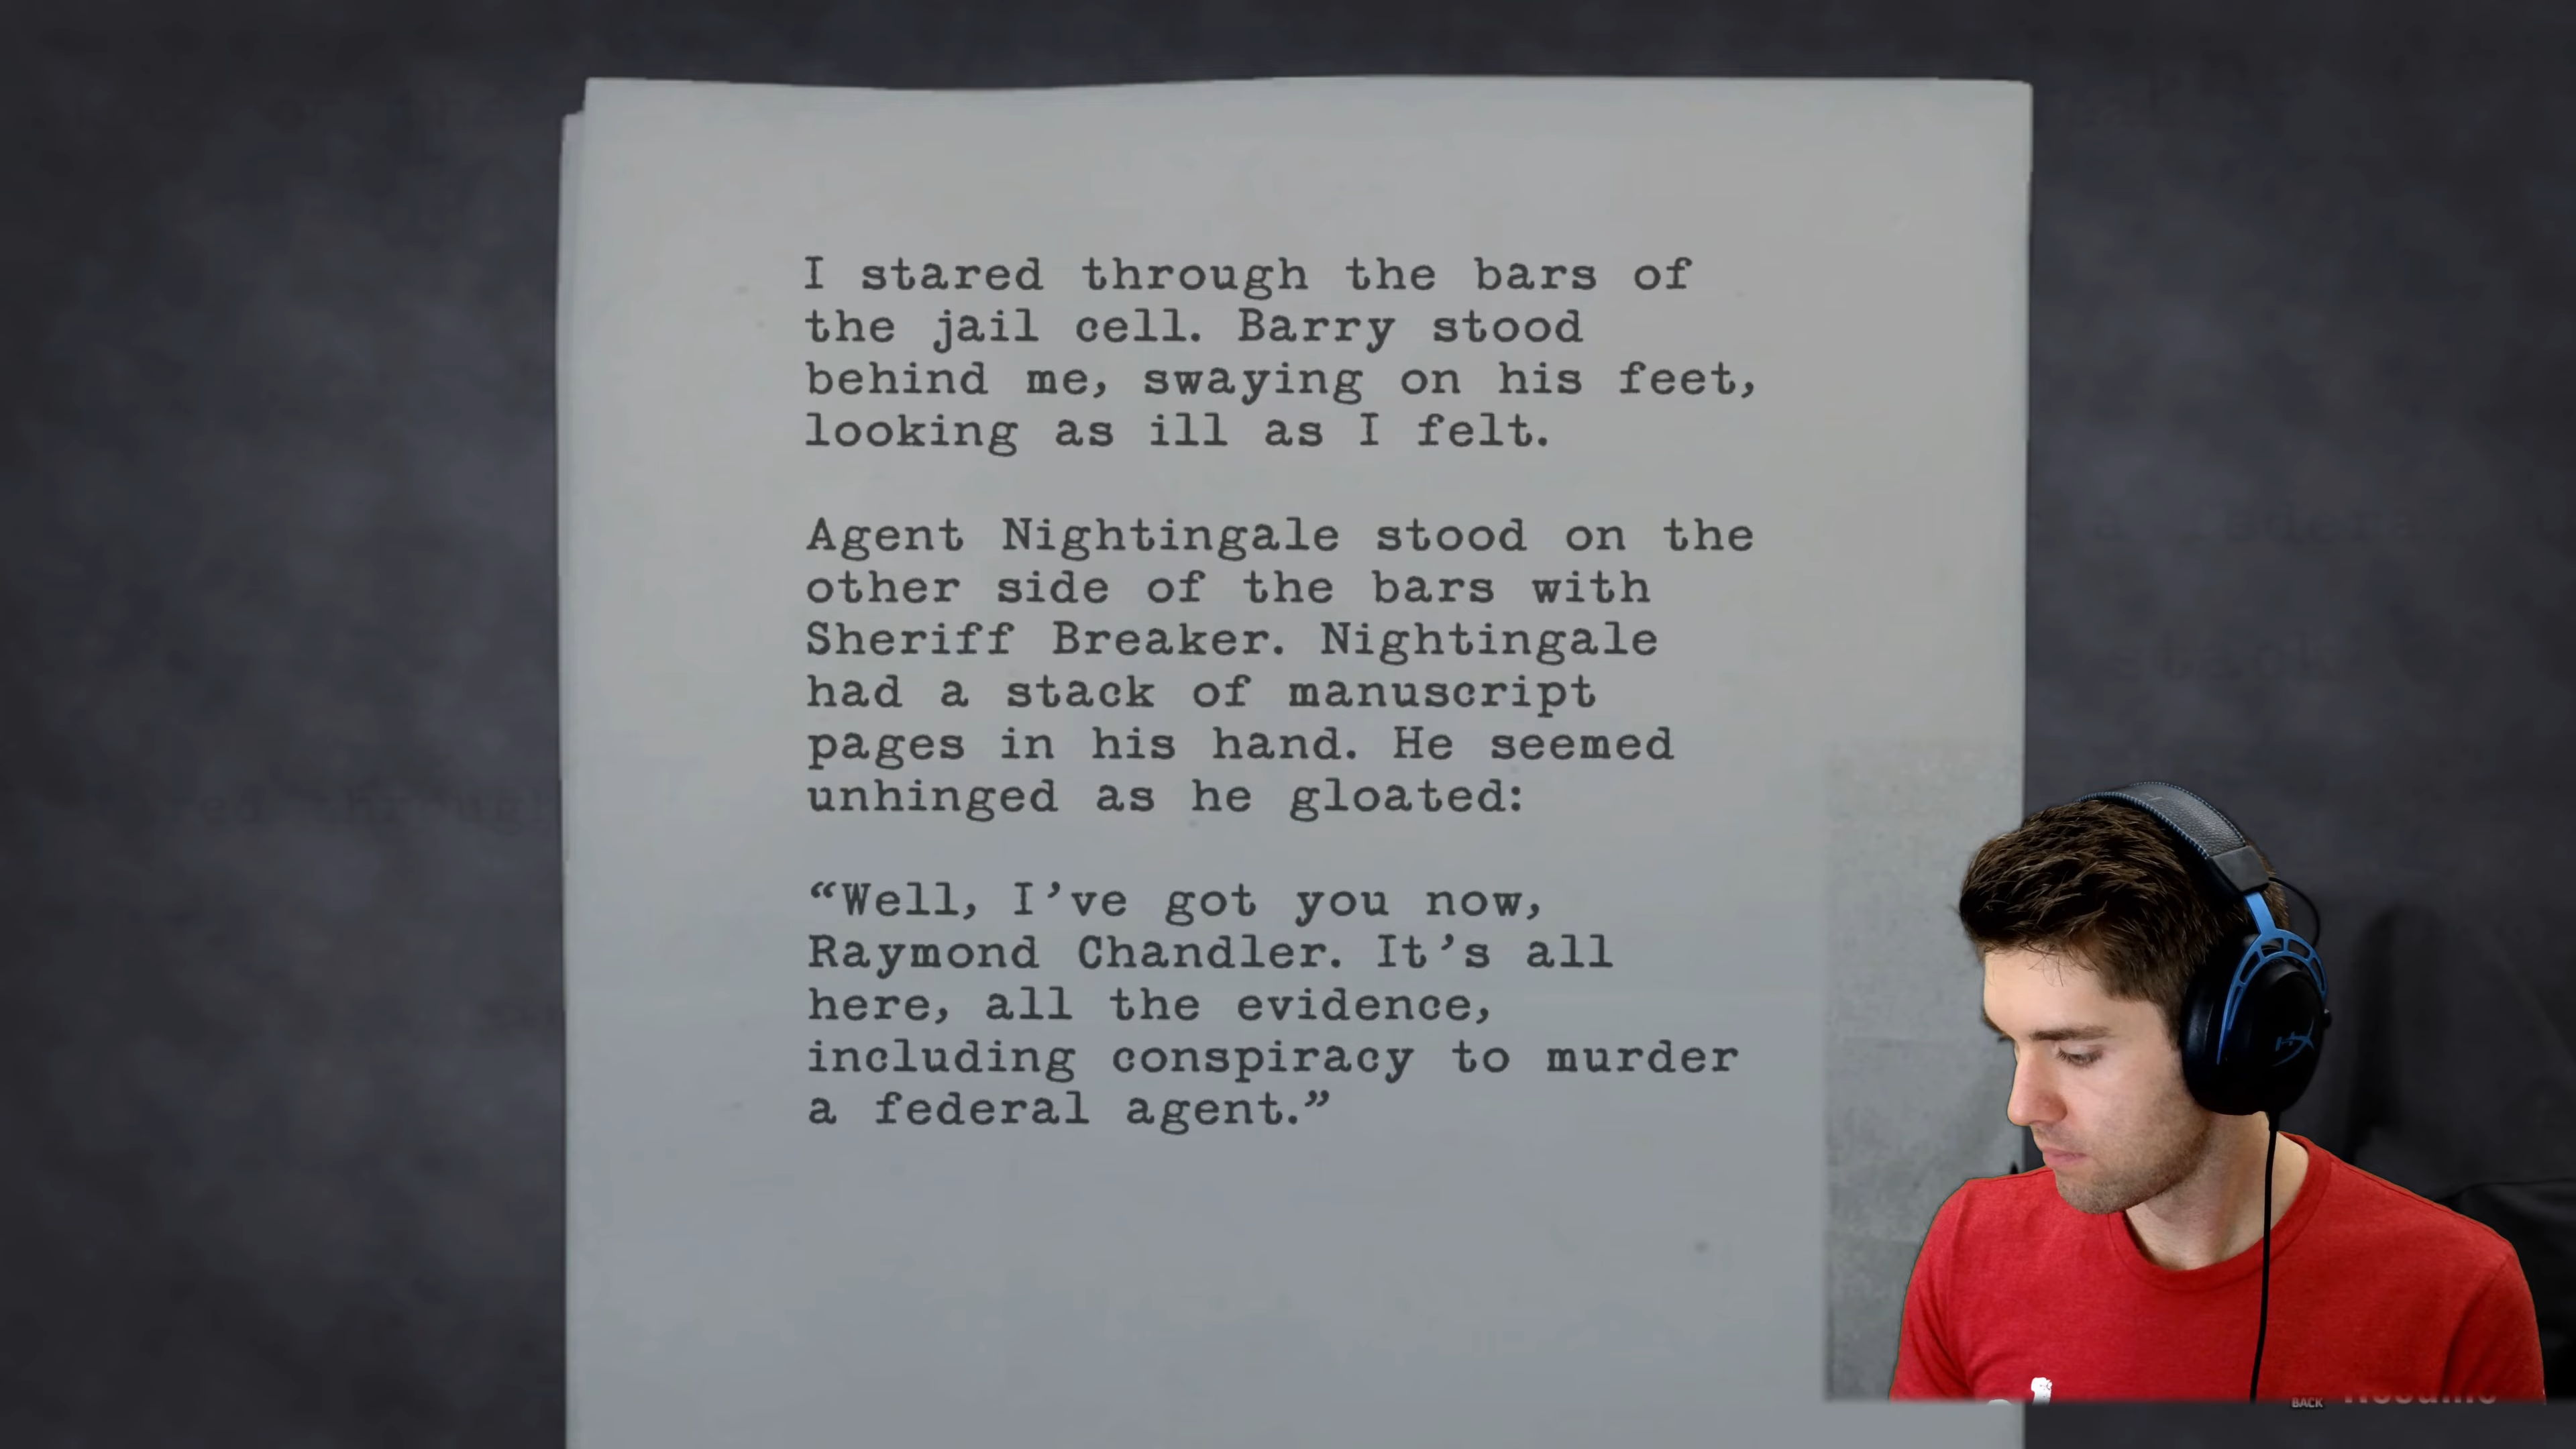 I stared through the bars of
the jail cell. Barry stood
behind me, swaying on his feet,
looking as ill as I felt.
Agent Nightingale stood on the
other side of the bars with
Sheriff Breaker. Nightingale
had a stack of manuscript
pages in his hand. He seemed
unhinged as he gloated:
“Well, I’ve got you now,
Raymond Chandler. It’s all
here, all the evidence,
including conspiracy to murder
a federal agent.”
BACK